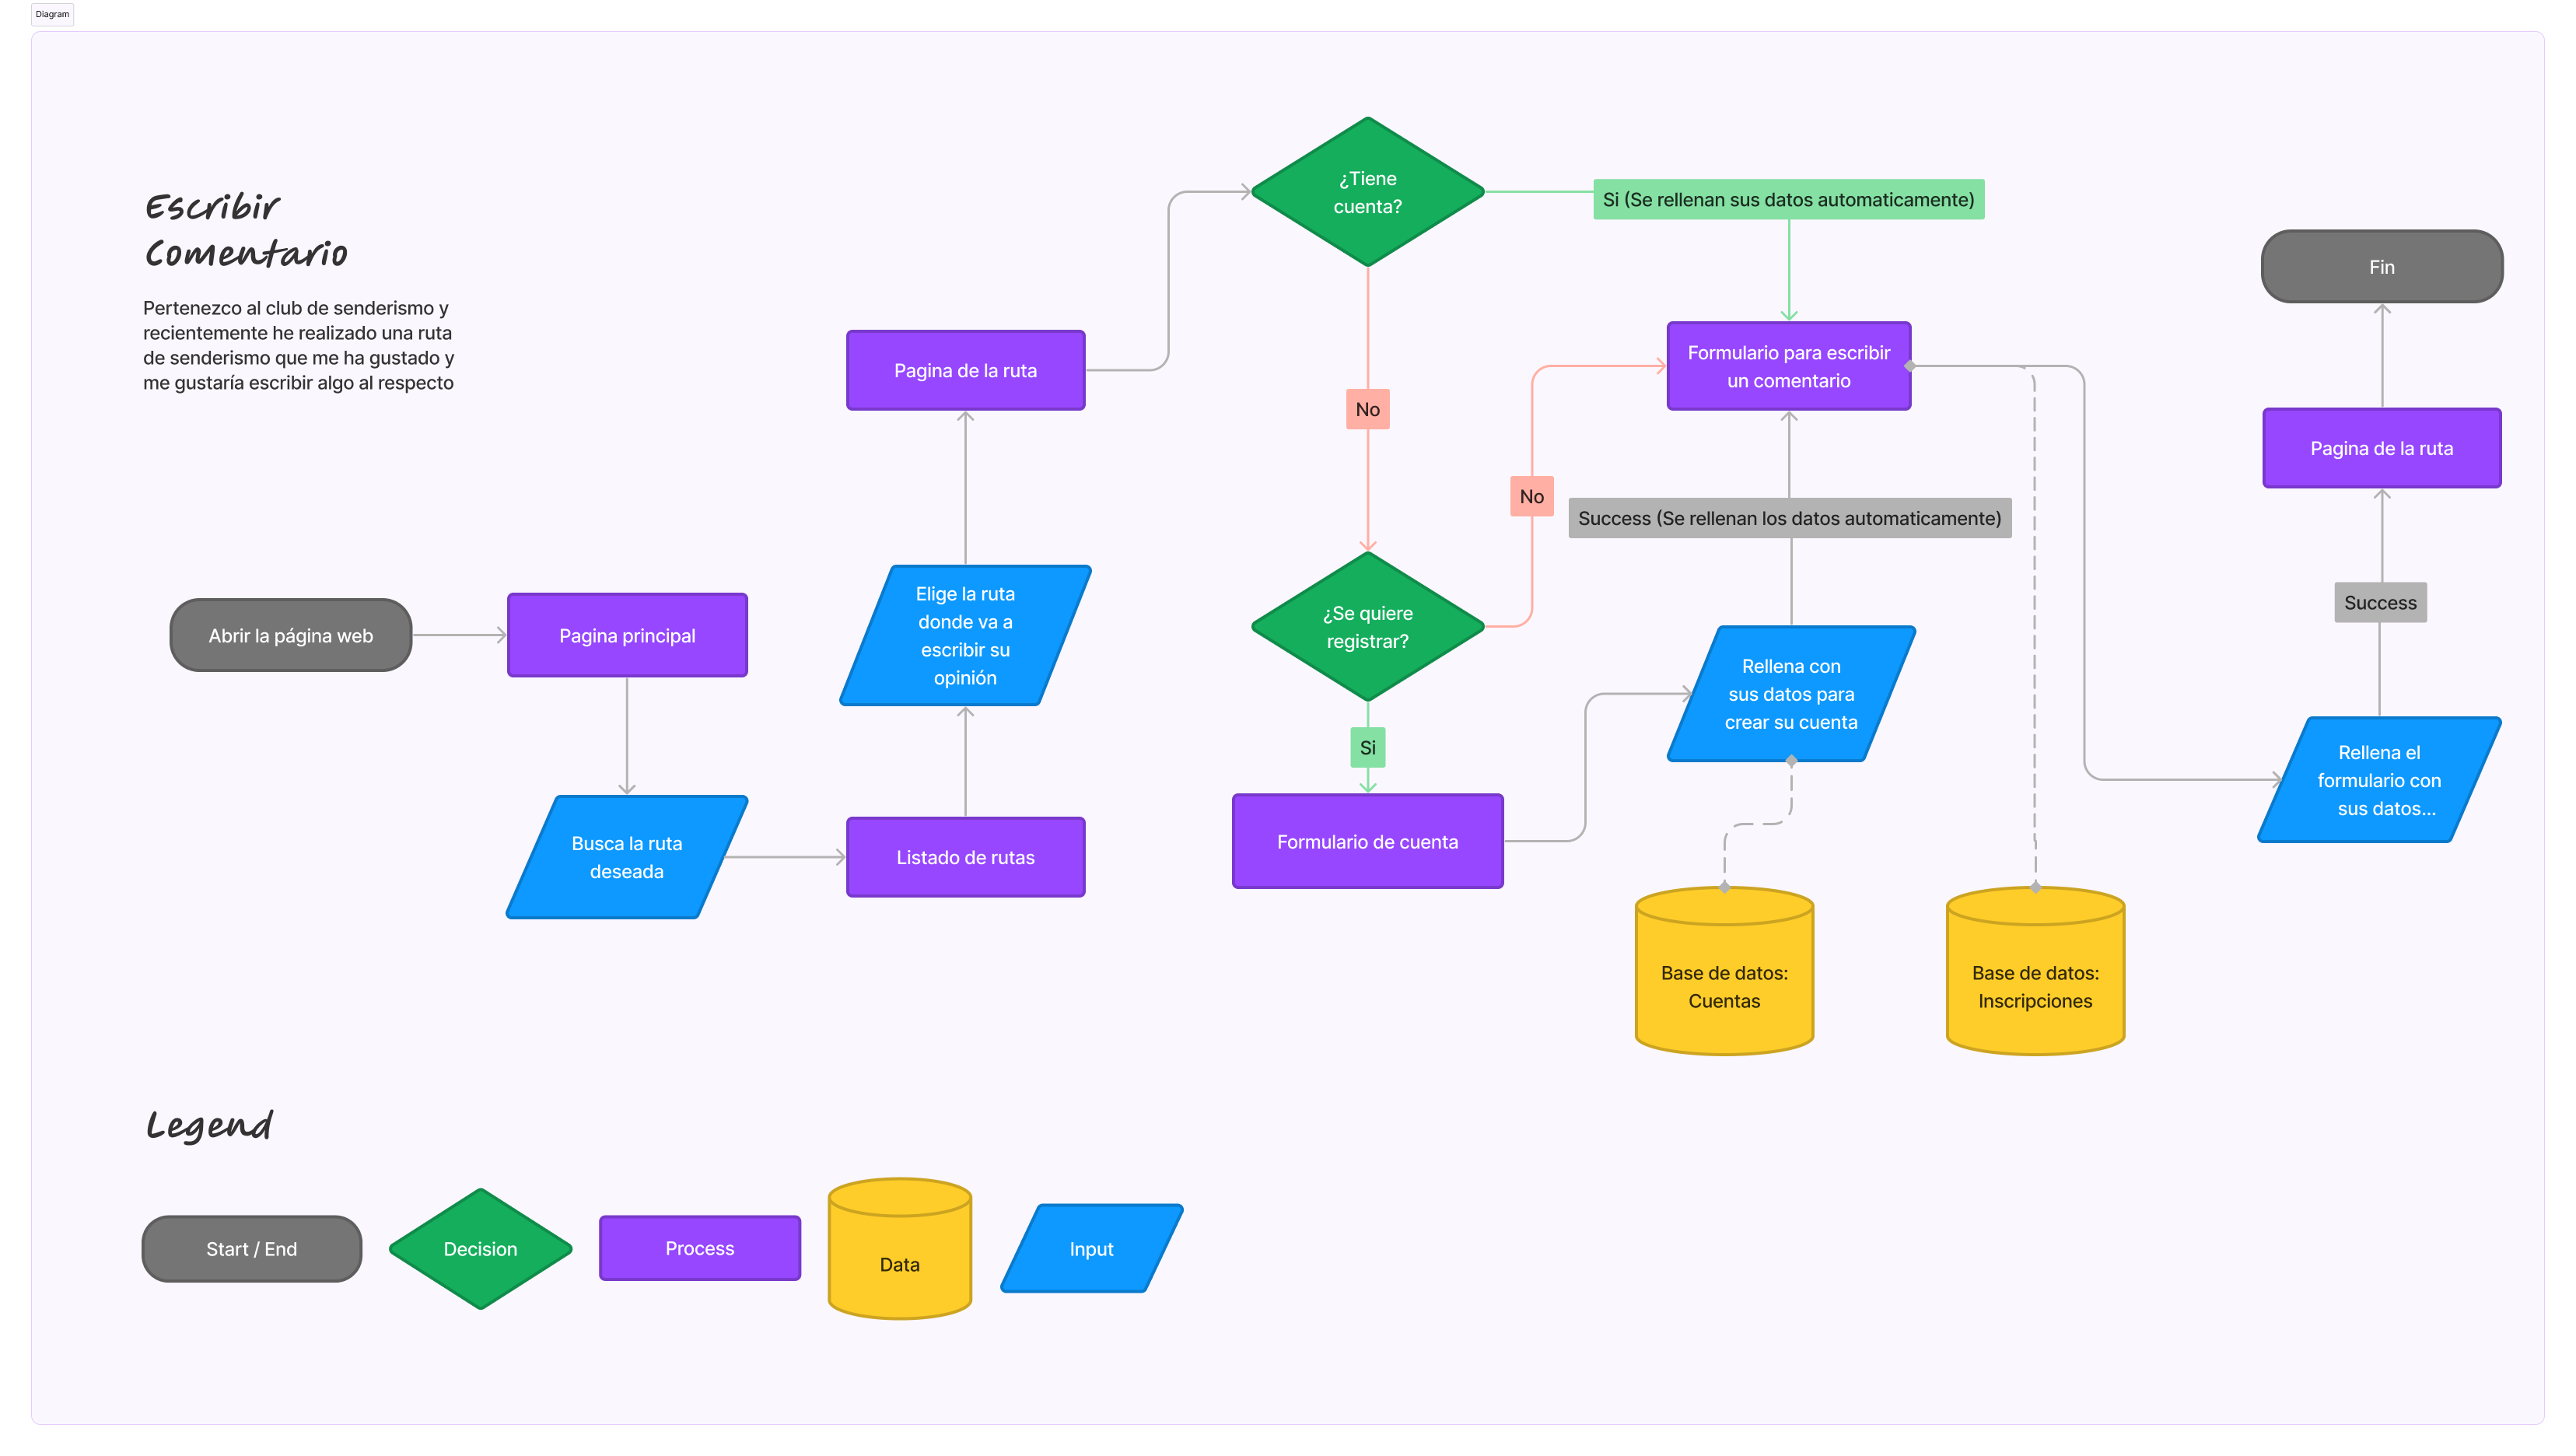 Diagram
Escribir
Comentario
Pertenezco al club de senderismo y
recientemente he realizado una ruta
de senderismo que me ha gustado y
me gustaría escribir algo al respecto
Abrir la página web
Pagina principal
Busca la ruta
deseada
Listado de rutas
Elige la ruta
donde va a
escribir su
opinión
Pagina de la ruta
¿Tiene
cuenta?
Si (Se rellenan sus datos automaticamente)
No
¿Se quiere
registrar?
No
Si
Formulario de cuenta
Rellena con
sus datos para
crear su cuenta
Success (Se rellenan los datos automaticamente)
Formulario para escribir
un comentario
Base de datos:
Cuentas
Base de datos:
Inscripciones
Rellena el
formulario con
sus datos...
Success
Pagina de la ruta
Fin
Legend
Start / End
Decision
Process
Data
Input